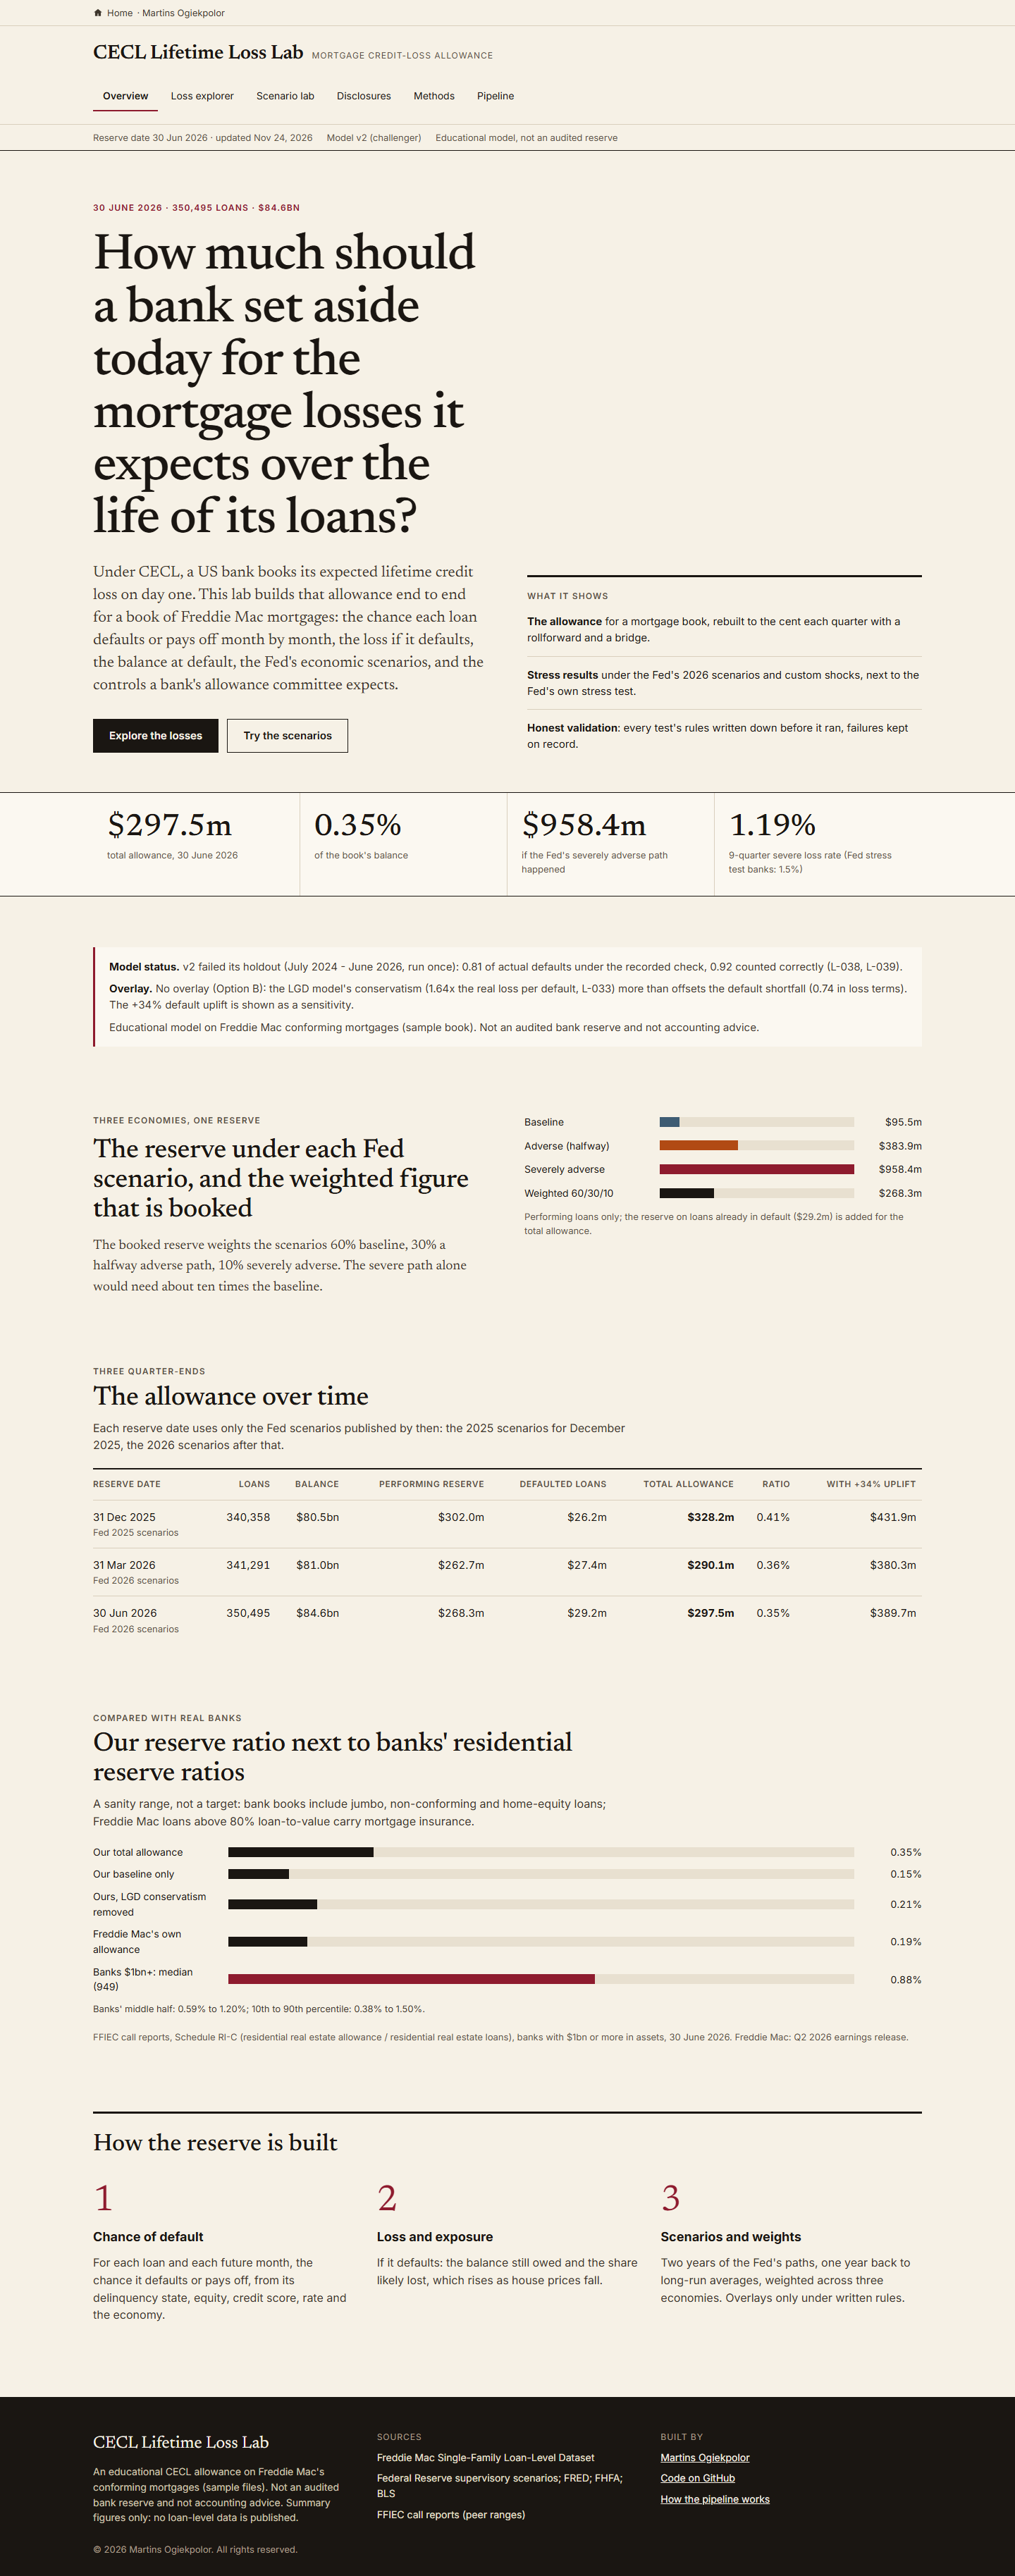 Home · Martins Ogiekpolor
CECL Lifetime Loss Lab MORTGAGE CREDIT-LOSS ALLOWANCE
Overview Loss explorer Scenario lab Disclosures Methods Pipeline
Reserve date 30 Jun 2026 · updated Nov 24, 2026 Model v2 (challenger) Educational model, not an audited reserve
30 JUNE 2026 · 350,495 LOANS · $84.6BN
How much should
a bank set aside
today for the
mortgage losses it
expects over the
life of its loans?
Under CECL, a US bank books its expected lifetime credit
loss on day one. This lab builds that allowance end to end
for a book of Freddie Mac mortgages: the chance each loan
defaults or pays off month by month, the loss if it defaults,
the balance at default, the Fed's economic scenarios, and the
controls a bank's allowance committee expects.
Explore the losses Try the scenarios
WHAT IT SHOWS
The allowance for a mortgage book, rebuilt to the cent each quarter with a
rollforward and a bridge.
Stress results under the Fed's 2026 scenarios and custom shocks, next to the
Fed's own stress test.
Honest validation: every test's rules written down before it ran, failures kept
on record.
$297.5m
total allowance, 30 June 2026
0.35%
of the book's balance
$958.4m
if the Fed's severely adverse path
happened
1.19%
9-quarter severe loss rate (Fed stress
test banks: 1.5%)
Model status. v2 failed its holdout (July 2024 - June 2026, run once): 0.81 of actual defaults under the recorded check, 0.92 counted correctly (L-038, L-039).
Overlay. No overlay (Option B): the LGD model's conservatism (1.64x the real loss per default, L-033) more than offsets the default shortfall (0.74 in loss terms).
The +34% default uplift is shown as a sensitivity.
Educational model on Freddie Mac conforming mortgages (sample book). Not an audited bank reserve and not accounting advice.
THREE ECONOMIES, ONE RESERVE
The reserve under each Fed
scenario, and the weighted figure
that is booked
The booked reserve weights the scenarios 60% baseline, 30% a
halfway adverse path, 10% severely adverse. The severe path alone
would need about ten times the baseline.
Baseline $95.5m
Adverse (halfway) $383.9m
Severely adverse $958.4m
Weighted 60/30/10 $268.3m
Performing loans only; the reserve on loans already in default ($29.2m) is added for the
total allowance.
THREE QUARTER-ENDS
The allowance over time
Each reserve date uses only the Fed scenarios published by then: the 2025 scenarios for December
2025, the 2026 scenarios after that.
RESERVE DATE LOANS BALANCE PERFORMING RESERVE DEFAULTED LOANS TOTAL ALLOWANCE RATIO WITH +34% UPLIFT
31 Dec 2025 340,358 $80.5bn $302.0m $26.2m $328.2m 0.41% $431.9m
Fed 2025 scenarios
31 Mar 2026 341,291 $81.0bn $262.7m $27.4m $290.1m 0.36% $380.3m
Fed 2026 scenarios
30 Jun 2026 350,495 $84.6bn $268.3m $29.2m $297.5m 0.35% $389.7m
Fed 2026 scenarios
COMPARED WITH REAL BANKS
Our reserve ratio next to banks' residential
reserve ratios
A sanity range, not a target: bank books include jumbo, non-conforming and home-equity loans;
Freddie Mac loans above 80% loan-to-value carry mortgage insurance.
Our total allowance 0.35%
Our baseline only 0.15%
Ours, LGD conservatism
removed 0.21%
Freddie Mac's own
allowance 0.19%
Banks $1bn+: median
(949) 0.88%
Banks' middle half: 0.59% to 1.20%; 10th to 90th percentile: 0.38% to 1.50%.
FFIEC call reports, Schedule RI-C (residential real estate allowance / residential real estate loans), banks with $1bn or more in assets, 30 June 2026. Freddie Mac: Q2 2026 earnings release.
How the reserve is built
1
Chance of default
For each loan and each future month, the
chance it defaults or pays off, from its
delinquency state, equity, credit score, rate and
the economy.
2
Loss and exposure
If it defaults: the balance still owed and the share
likely lost, which rises as house prices fall.
3
Scenarios and weights
Two years of the Fed's paths, one year back to
long-run averages, weighted across three
economies. Overlays only under written rules.
CECL Lifetime Loss Lab
An educational CECL allowance on Freddie Mac's
conforming mortgages (sample files). Not an audited
bank reserve and not accounting advice. Summary
figures only: no loan-level data is published.
© 2026 Martins Ogiekpolor. All rights reserved.
SOURCES
Freddie Mac Single-Family Loan-Level Dataset
Federal Reserve supervisory scenarios; FRED; FHFA;
BLS
FFIEC call reports (peer ranges)
BUILT BY
Martins Ogiekpolor
Code on GitHub
How the pipeline works